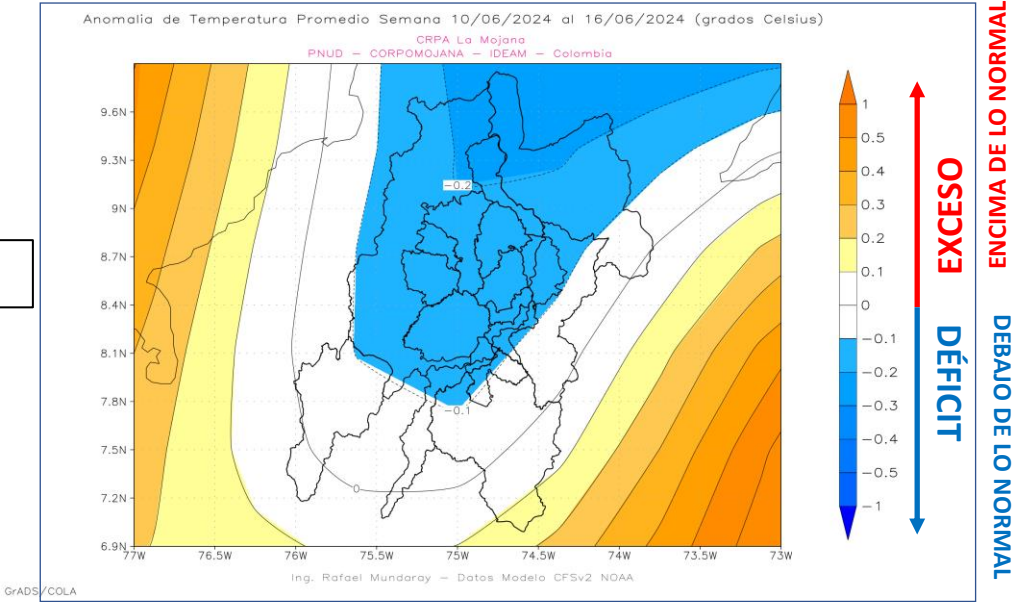 Anomalia de Temperatura Promedio Semana 10/06/2024 al 16/06/2024 (grados Celsius)
CRPA La Mojana
PNUD – CORPOMOJANA – IDEAM – Colombia
9.6N
9.3N
9N
8.7N
8.4N
8.1N
7.8N
7.5N
7.2N
6.9N
77W
76.5W
76W
75.5W
75W
74.5W
74W
73.5W
73W
−0.2
−0.1
0
1
0.5
0.4
0.3
0.2
0.1
0
−0.1
−0.2
−0.3
−0.4
−0.5
−1
EXCESO
DÉFICIT
ENCIMA DE LO NORMAL
DEBAJO DE LO NORMAL
Ing. Rafael Mundaray – Datos Modelo CFSv2 NOAA
GrADS/COLA